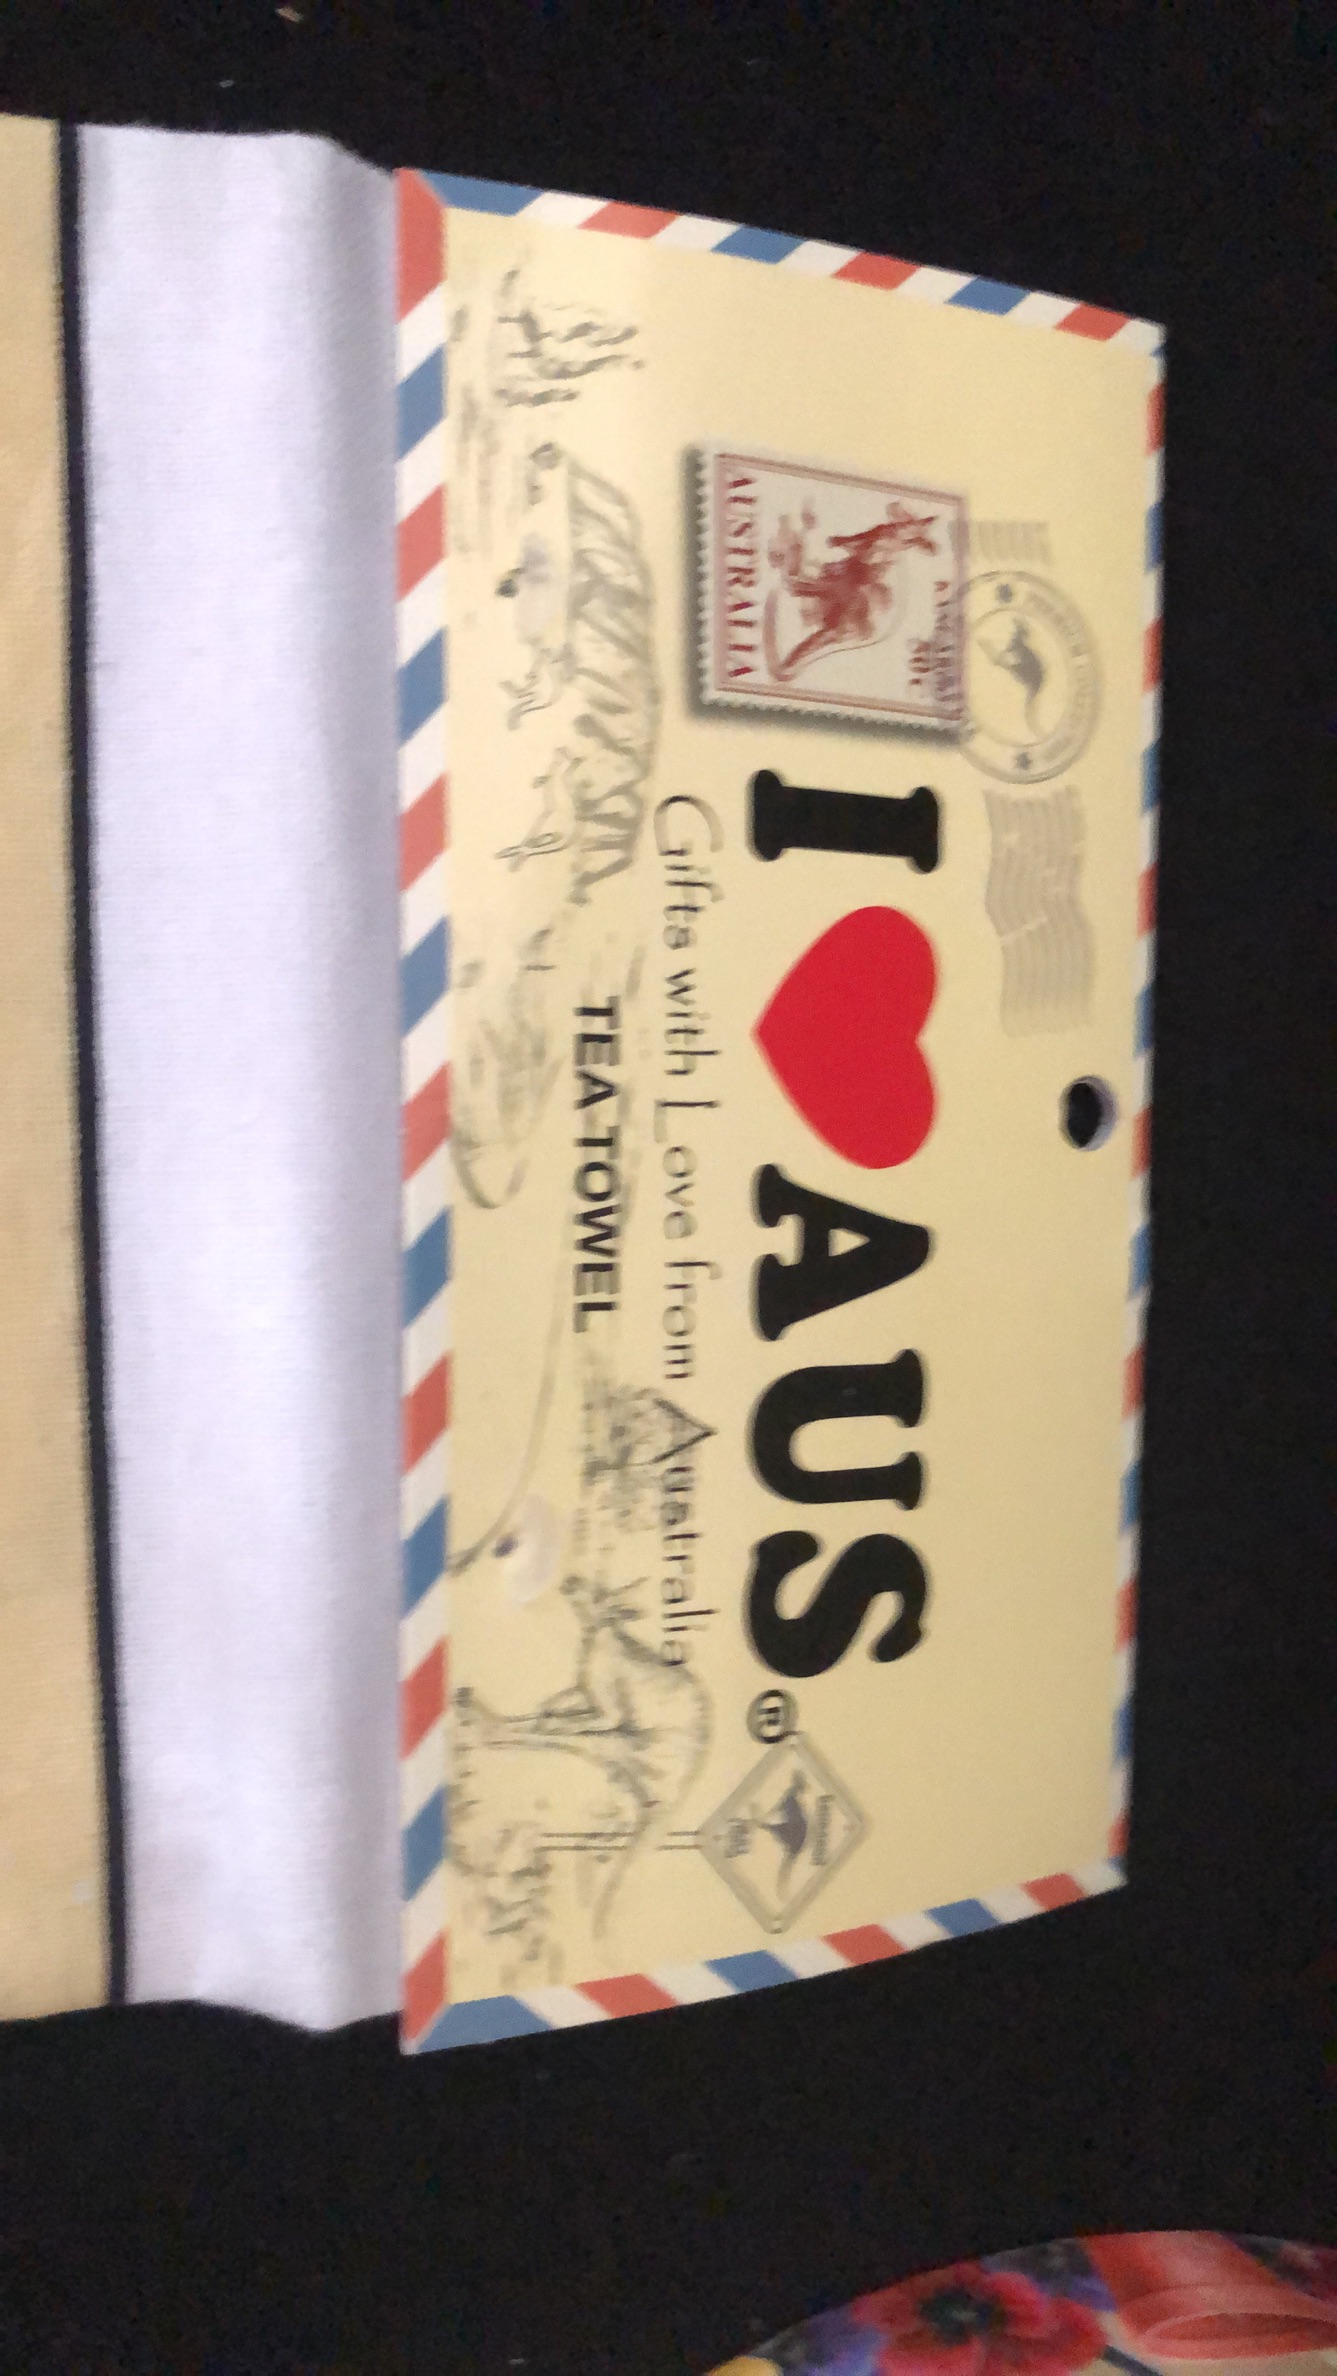 AUSTRALIA
I ❤ AUS®
Gifts with Love from Australia
TEA TOWEL